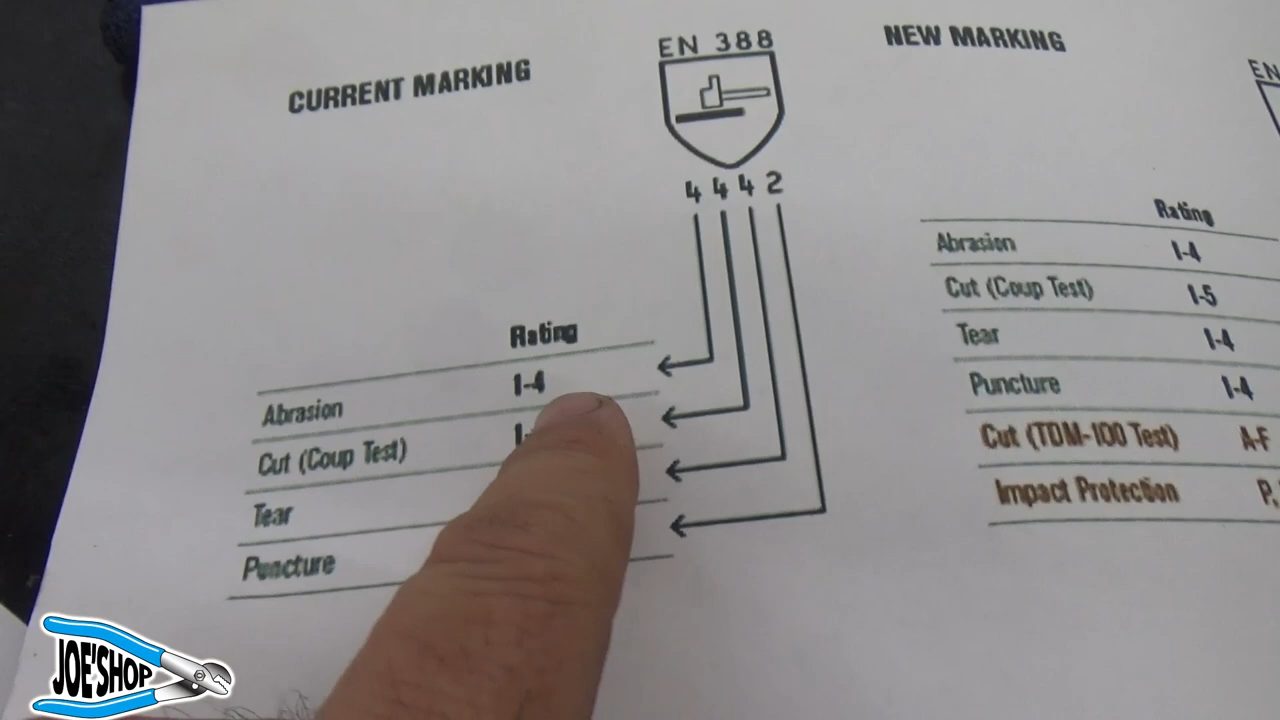 CURRENT MARKING
EN 388
4 4 4 2
Rating
Abrasion 1-4
Cut (Coup Test) 1-
Tear
Puncture
NEW MARKING
EN
Rating
Abrasion 1-4
Cut (Coup Test) 1-5
Tear 1-4
Puncture 1-4
Cut (TDM-100 Test) A-F
Impact Protection P,
JOE'SHOP